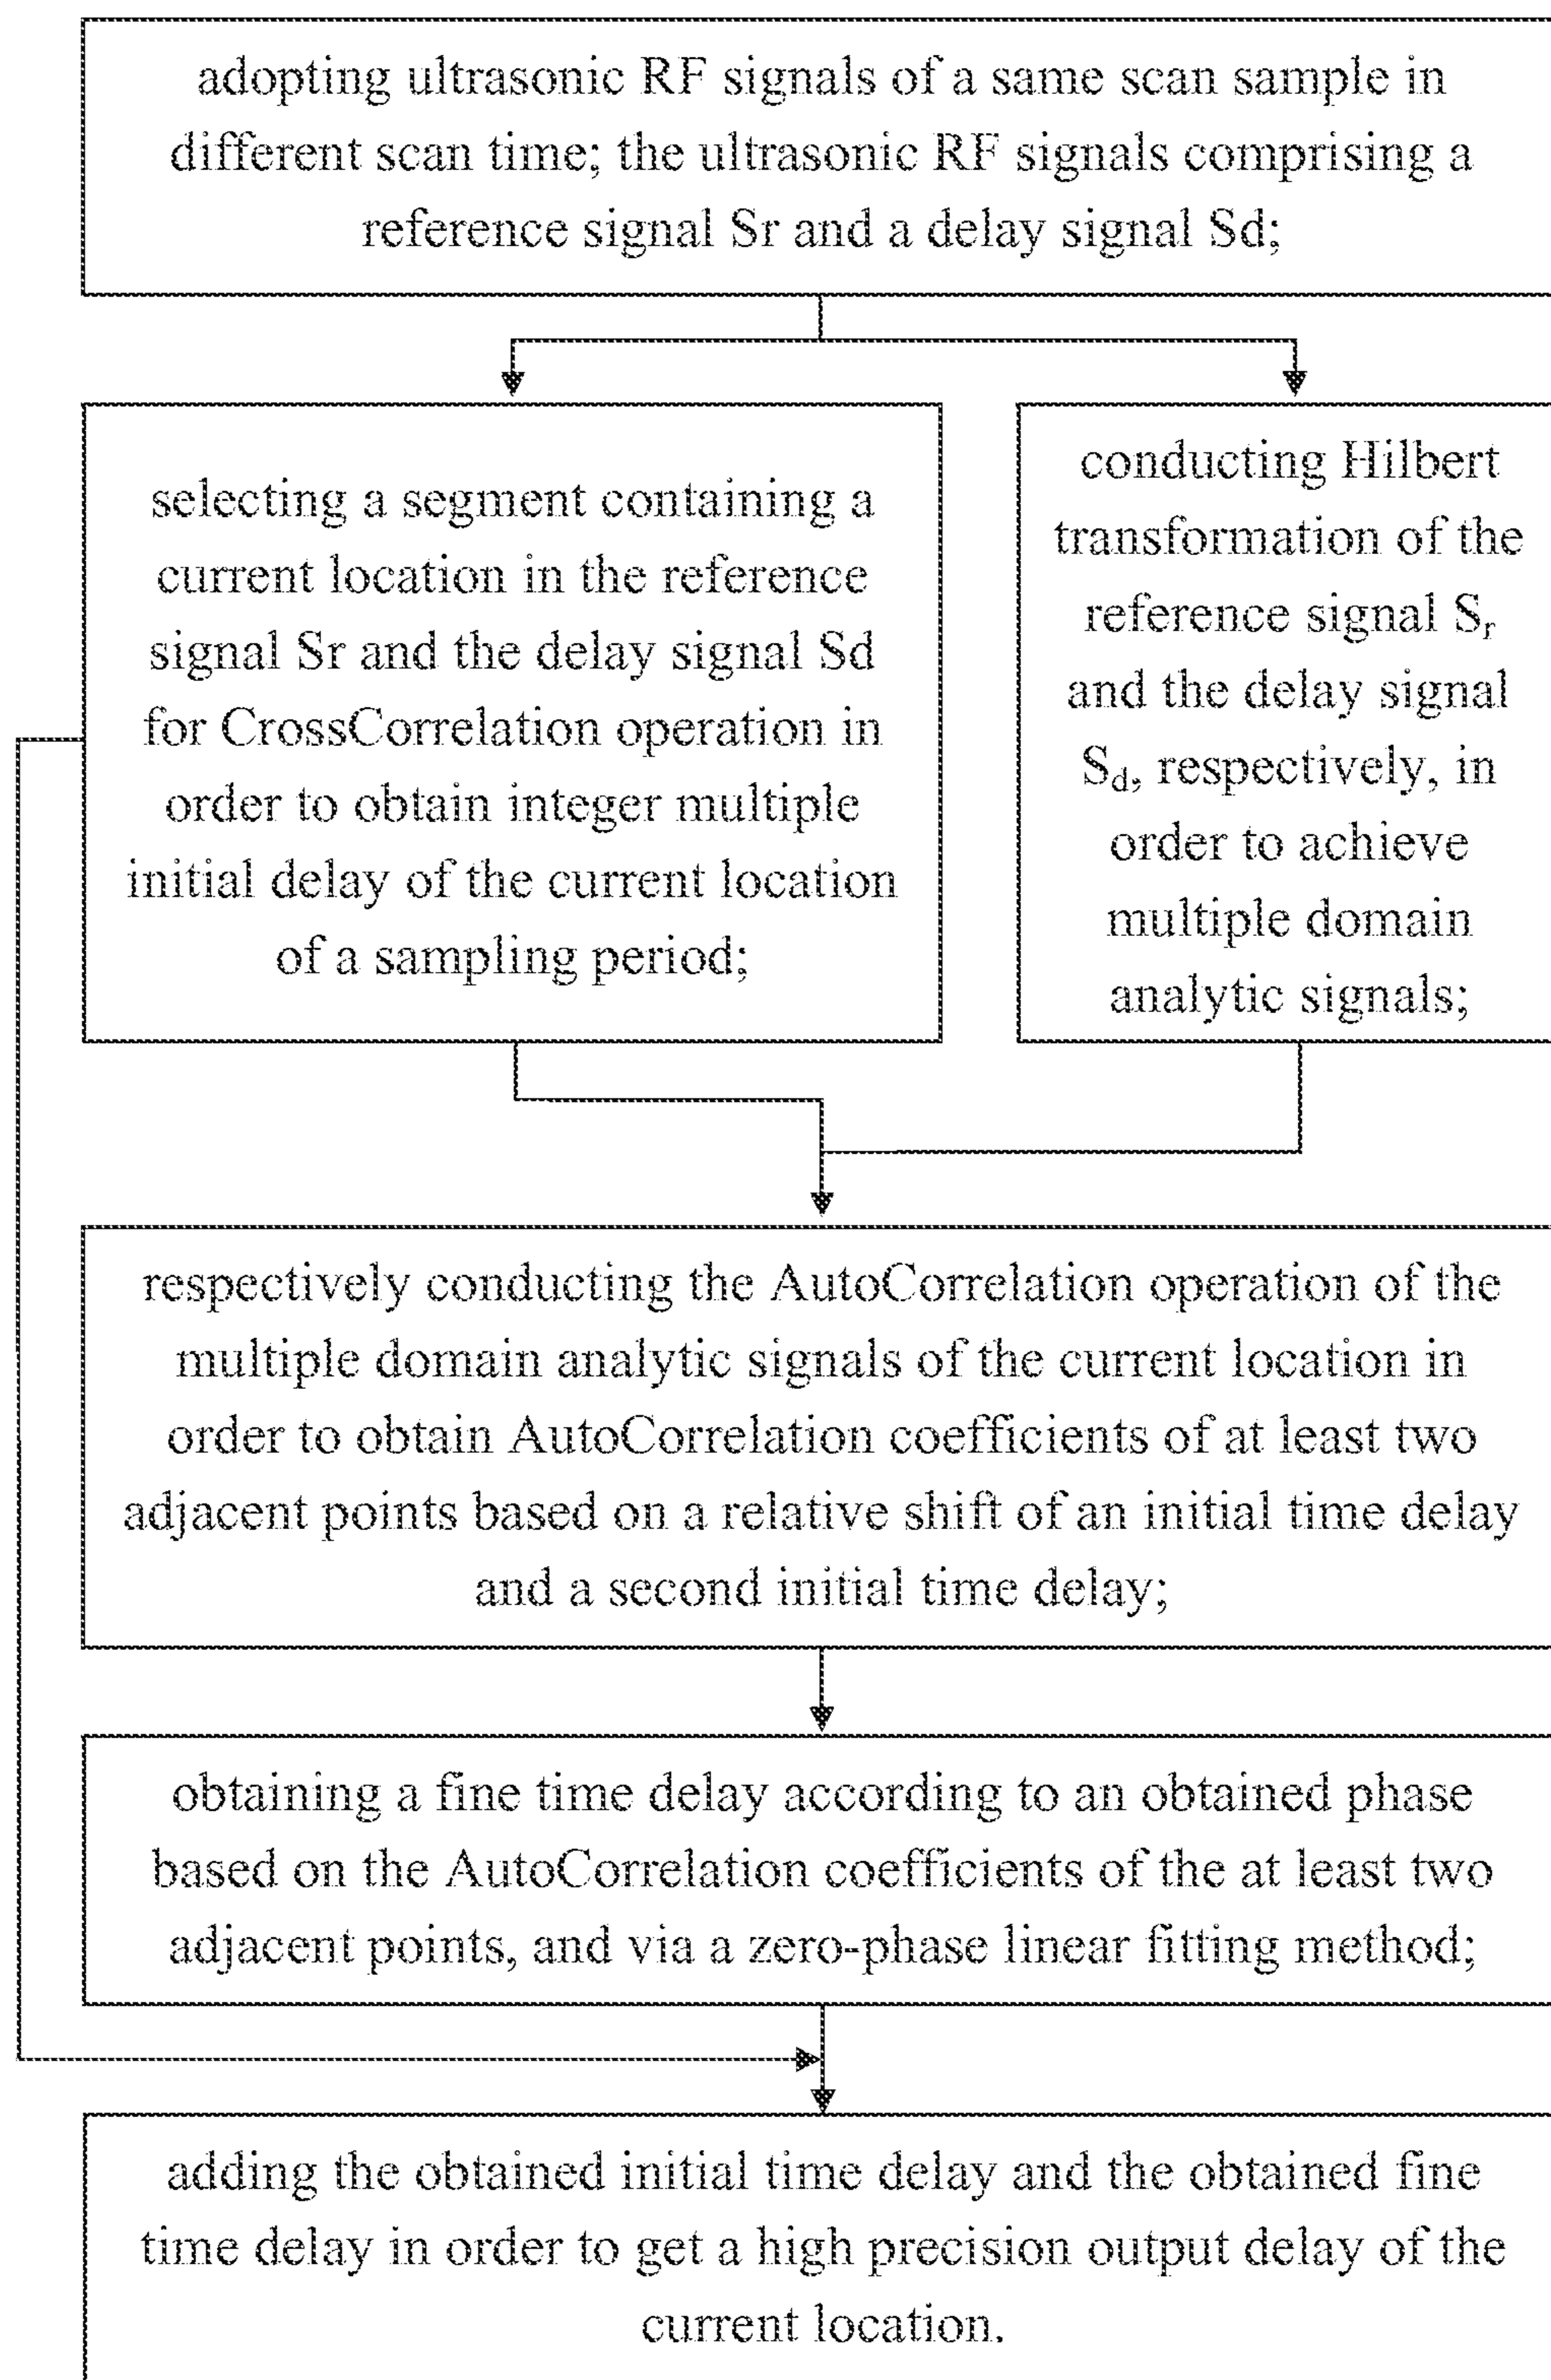 adopting ultrasonic RF signals of a same scan sample in
different scan time; the ultrasonic RF signals comprising a
reference signal Sr and a delay signal Sd;
selecting a segment containing a
current location in the reference
signal Sr and the delay signal Sd
for CrossCorrelation operation in
order to obtain integer multiple
initial delay of the current location
of a sampling period;
conducting Hilbert
transformation of the
reference signal Sr
and the delay signal
Sd, respectively, in
order to achieve
multiple domain
analytic signals;
respectively conducting the AutoCorrelation operation of the
multiple domain analytic signals of the current location in
order to obtain AutoCorrelation coefficients of at least two
adjacent points based on a relative shift of an initial time delay
and a second initial time delay;
obtaining a fine time delay according to an obtained phase
based on the AutoCorrelation coefficients of the at least two
adjacent points, and via a zero-phase linear fitting method;
adding the obtained initial time delay and the obtained fine
time delay in order to get a high precision output delay of the
current location.